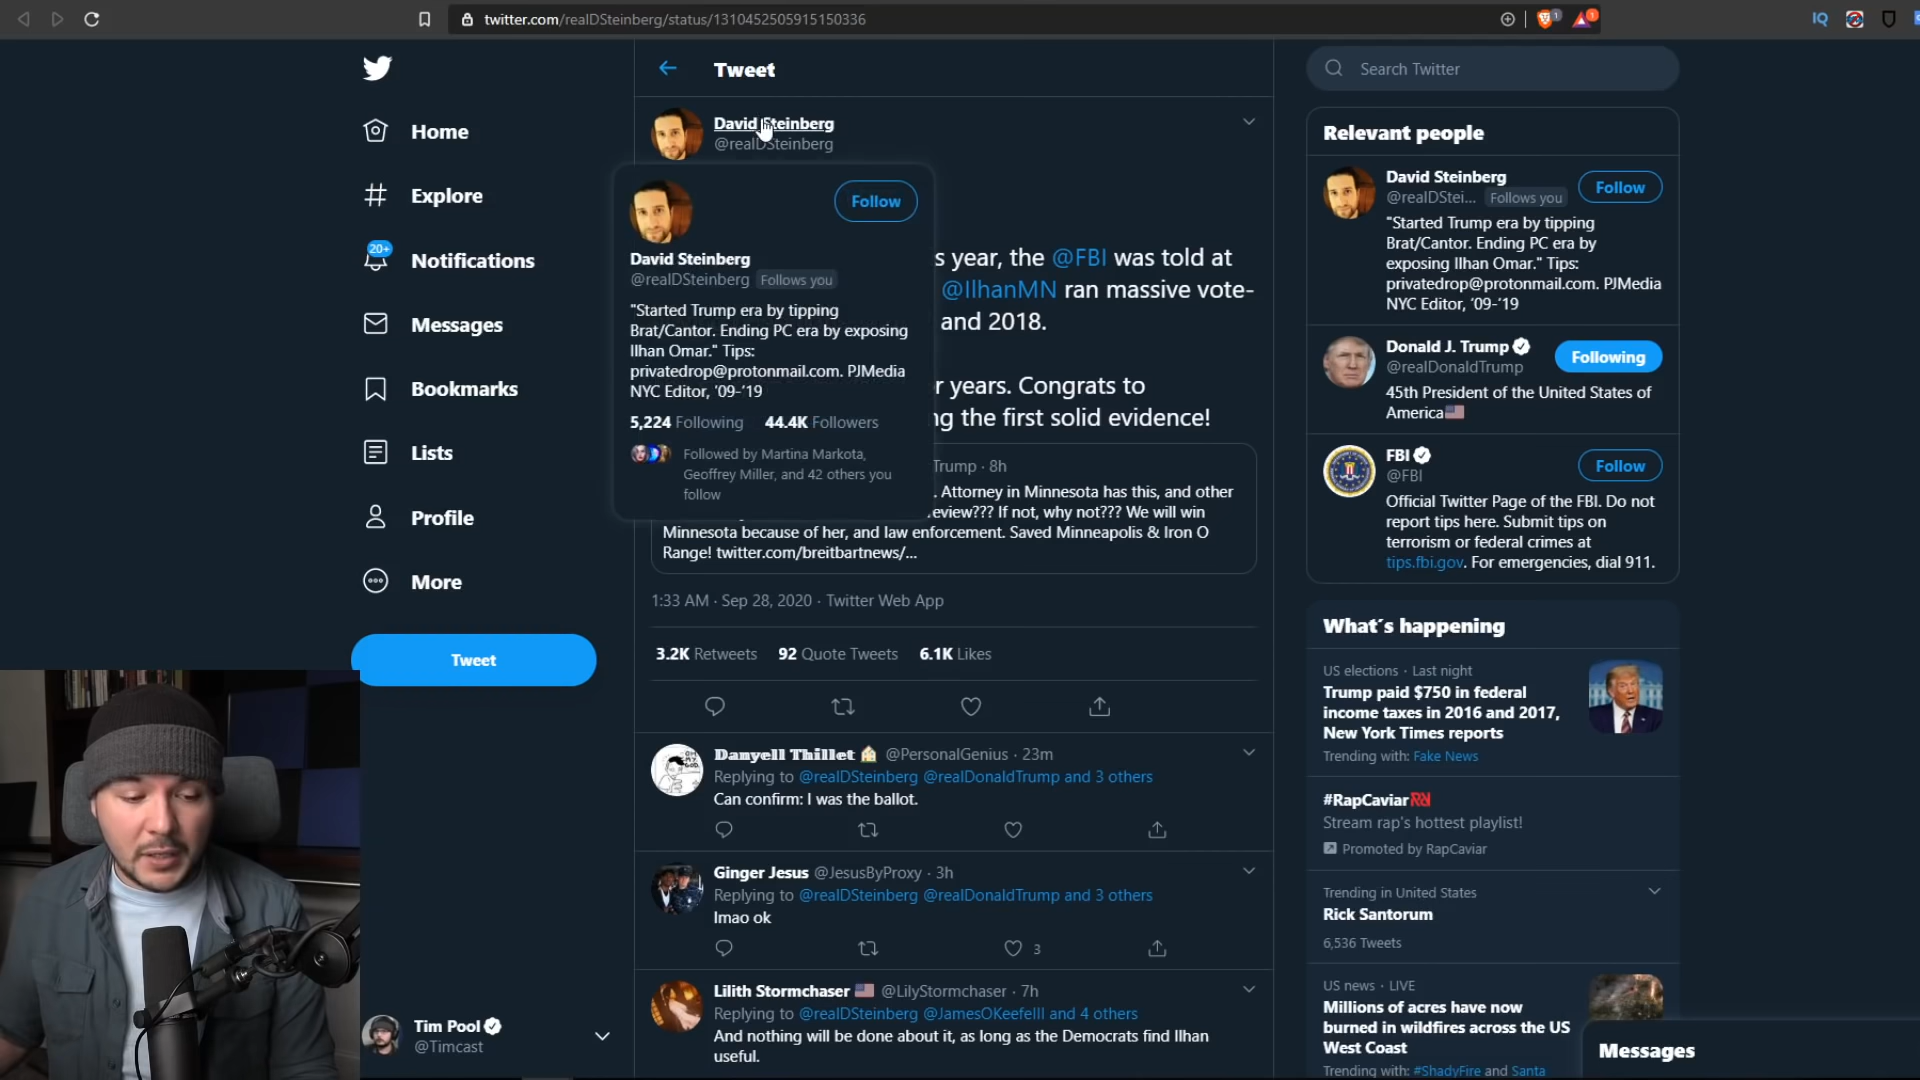 twitter.com/realDSteinberg/status/1310452505915150336
IQ
Home
Explore
20+
Notifications
Messages
Bookmarks
Lists
Profile
More
Tweet
Tim Pool
@Timcast
Tweet
David Steinberg
@realDSteinberg
Follow
David Steinberg
@realDSteinberg Follows you
"Started Trump era by tipping
Brat/Cantor. Ending PC era by exposing
Ilhan Omar." Tips:
privatedrop@protonmail.com. PJMedia
NYC Editor, '09-'19
5,224 Following 44.4K Followers
Followed by Martina Markota,
Geoffrey Miller, and 42 others you
follow
s year, the @FBI was told at
@IlhanMN ran massive vote-
and 2018.
r years. Congrats to
ng the first solid evidence!
Trump · 8h
. Attorney in Minnesota has this, and other
review??? If not, why not??? We will win
Minnesota because of her, and law enforcement. Saved Minneapolis & Iron O
Range! twitter.com/breitbartnews/...
1:33 AM · Sep 28, 2020 · Twitter Web App
3.2K Retweets 92 Quote Tweets 6.1K Likes
Danyell Thillet @PersonalGenius · 23m
Replying to @realDSteinberg @realDonaldTrump and 3 others
Can confirm: I was the ballot.
Ginger Jesus @JesusByProxy · 3h
Replying to @realDSteinberg @realDonaldTrump and 3 others
lmao ok
3
Lilith Stormchaser @LilyStormchaser · 7h
Replying to @realDSteinberg @JamesOKeefeIII and 4 others
And nothing will be done about it, as long as the Democrats find Ilhan
useful.
Search Twitter
Relevant people
David Steinberg
@realDStei... Follows you
Follow
"Started Trump era by tipping
Brat/Cantor. Ending PC era by
exposing Ilhan Omar." Tips:
privatedrop@protonmail.com. PJMedia
NYC Editor, '09-'19
Donald J. Trump
@realDonaldTrump
Following
45th President of the United States of
America
FBI
@FBI
Follow
Official Twitter Page of the FBI. Do not
report tips here. Submit tips on
terrorism or federal crimes at
tips.fbi.gov. For emergencies, dial 911.
What's happening
US elections · Last night
Trump paid $750 in federal
income taxes in 2016 and 2017,
New York Times reports
Trending with: Fake News
#RapCaviar
Stream rap's hottest playlist!
Promoted by RapCaviar
Trending in United States
Rick Santorum
6,536 Tweets
US news · LIVE
Millions of acres have now
burned in wildfires across the US
West Coast
Trending with: #ShadyFire and Santa
Messages